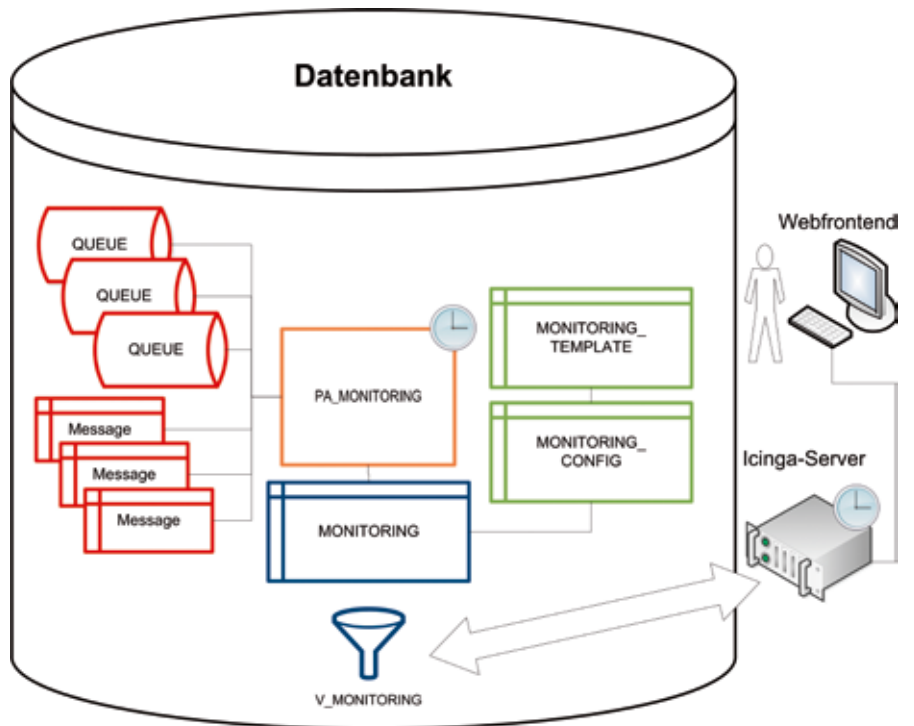 Datenbank
QUEUE
QUEUE
QUEUE
Message
Message
Message
PA_MONITORING
MONITORING
MONITORING_
TEMPLATE
MONITORING_
CONFIG
V_MONITORING
Webfrontend
Icinga-Server